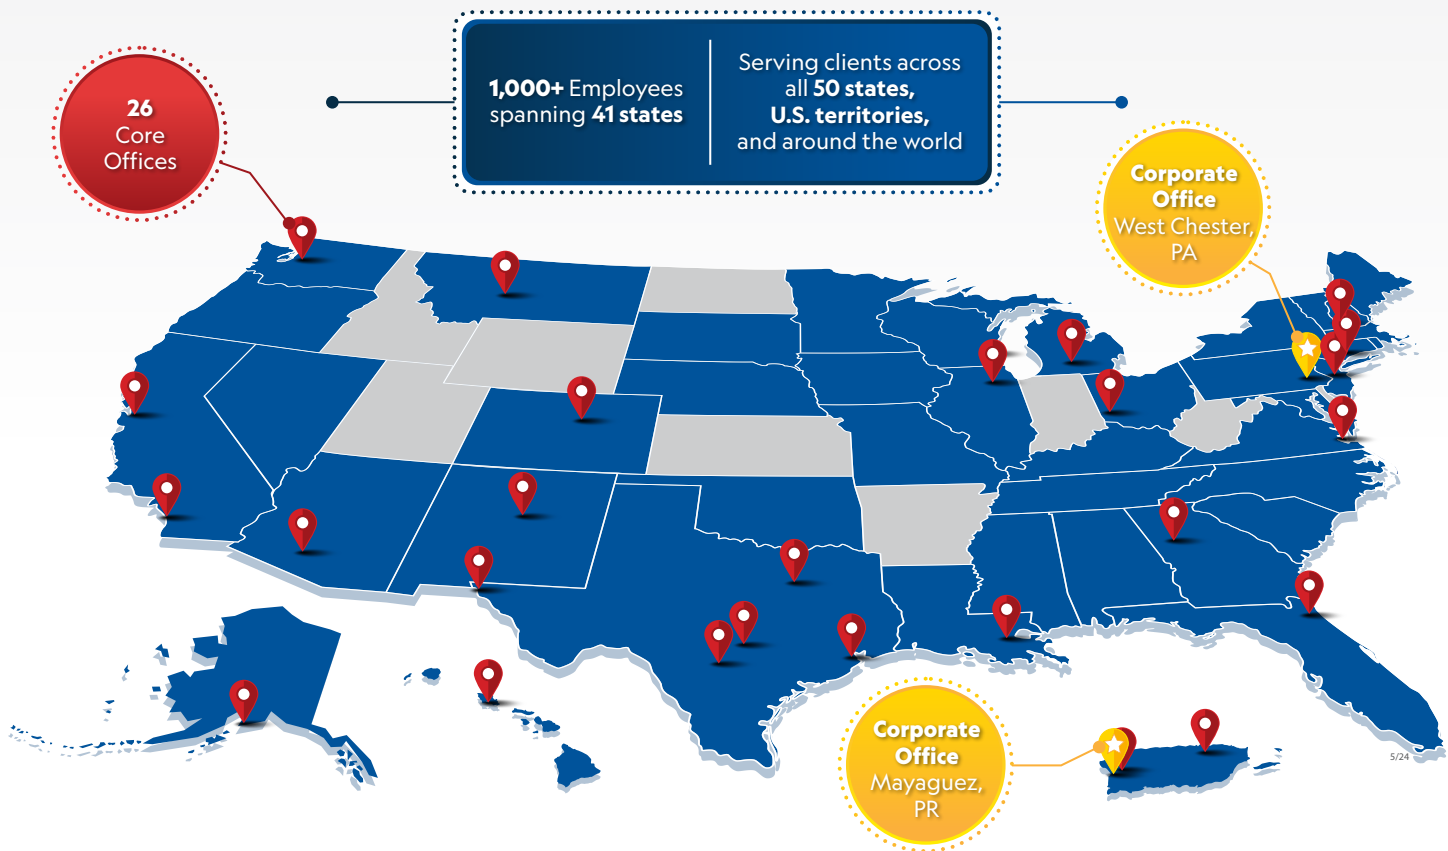 1,000+ Employees
spanning 41 states
Serving clients across
all 50 states,
U.S. territories,
and around the world
26
Core
Offices
Corporate
Office
West Chester,
PA
Corporate
Office
Mayaguez,
PR
5/24